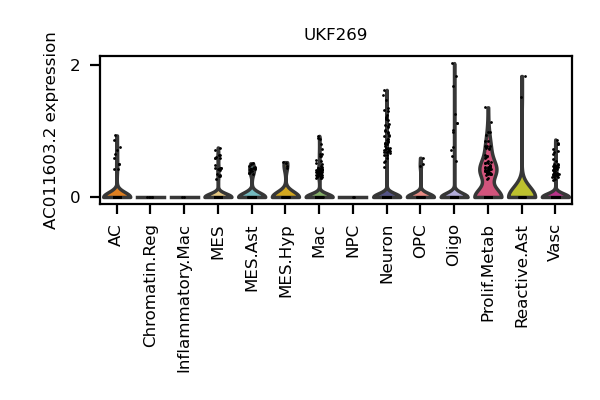 UKF269
AC011603.2 expression
2
0
AC
Chromatin.Reg
Inflammatory.Mac
MES
MES.Ast
MES.Hyp
Mac
NPC
Neuron
OPC
Oligo
Prolif.Metab
Reactive.Ast
Vasc